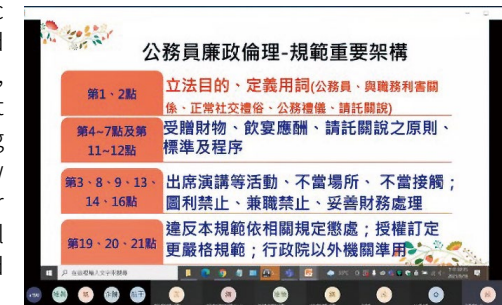 公務員廉政倫理-規範重要架構
第1、2點
立法目的、定義用詞(公務員、與職務利害關
係、正常社交禮俗、公務禮儀、請託關說)
第4~7點及第
11~12點
受贈財物、飲宴應酬、請託關說之原則、
標準及程序
第3、8、9、13、
14、16點
出席演講等活動、不當場所、不當接觸；
圖利禁止、兼職禁止、妥善財務處理
第19、20、21點
違反本規範依相關規定懲處；授權訂定
更嚴格規範；行政院以外機關準用